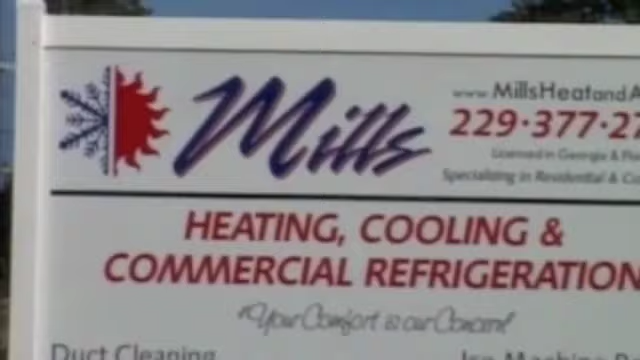 Mills
www.MillsHeatandA
229·377·27
Licensed in Georgia & Flo
Specializing in Residential & Co
HEATING, COOLING &
COMMERCIAL REFRIGERATION
"Your Comfort is our Concern"
Duct Cleaning
Ice Machine R